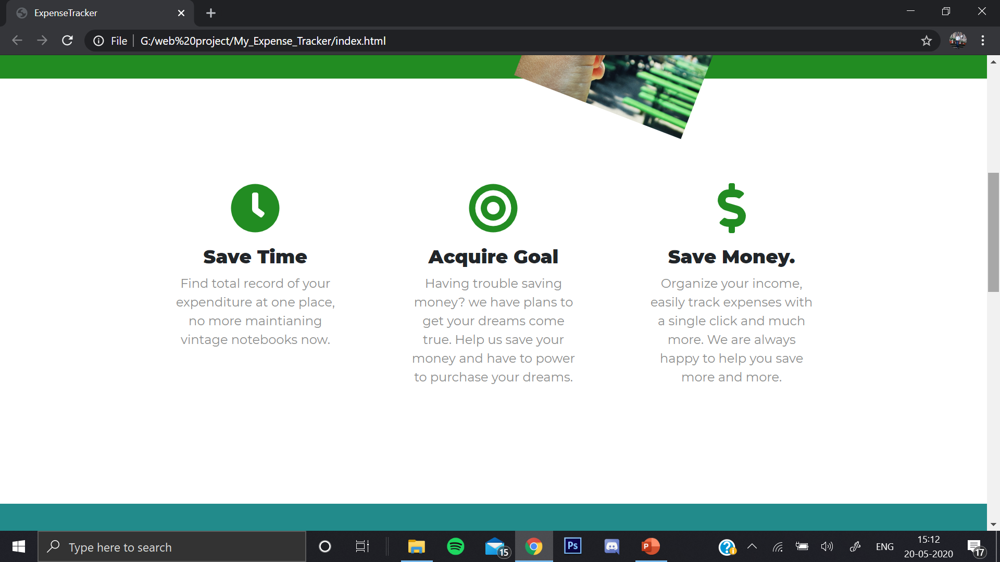 ExpenseTracker
File
G:/web%20project/My_Expense_Tracker/index.html
Save Time
Find total record of your
expenditure at one place,
no more maintianing
vintage notebooks now.
Acquire Goal
Having trouble saving
money? we have plans to
get your dreams come
true. Help us save your
money and have to power
to purchase your dreams.
Save Money.
Organize your income,
easily track expenses with
a single click and much
more. We are always
happy to help you save
more and more.
Type here to search
15
Ps
P
ENG
15:12
20-05-2020
17